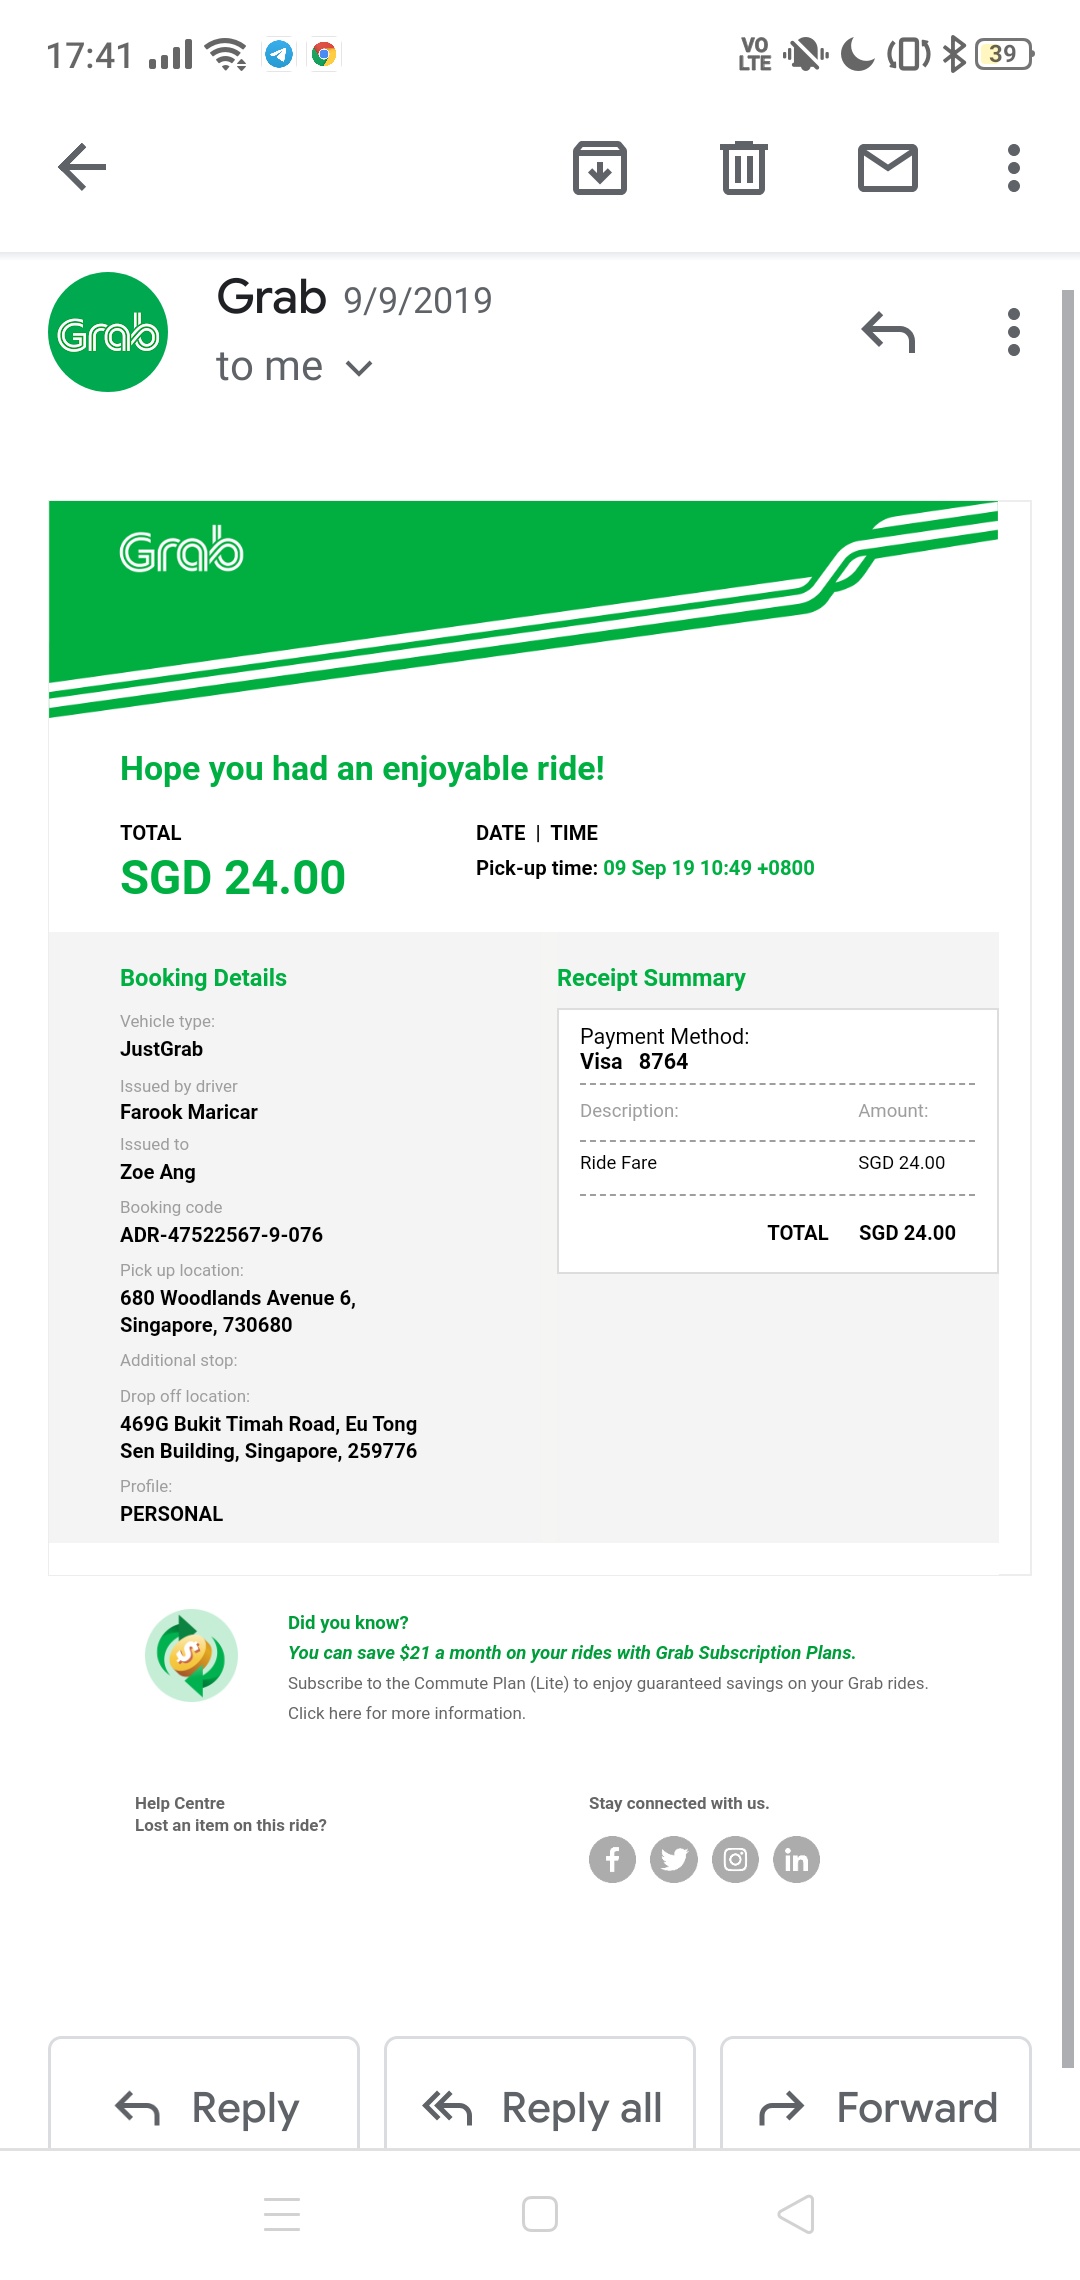 17:41
VO
LTE
39
Grab
Grab 9/9/2019
to me
Grab
Hope you had an enjoyable ride!
TOTAL
SGD 24.00
DATE | TIME
Pick-up time: 09 Sep 19 10:49 +0800
Booking Details
Vehicle type:
JustGrab
Issued by driver
Farook Maricar
Issued to
Zoe Ang
Booking code
ADR-47522567-9-076
Pick up location:
680 Woodlands Avenue 6,
Singapore, 730680
Additional stop:
Drop off location:
469G Bukit Timah Road, Eu Tong
Sen Building, Singapore, 259776
Profile:
PERSONAL
Receipt Summary
Payment Method:
Visa 8764
Description: Amount:
Ride Fare SGD 24.00
TOTAL SGD 24.00
Did you know?
You can save $21 a month on your rides with Grab Subscription Plans.
Subscribe to the Commute Plan (Lite) to enjoy guaranteed savings on your Grab rides.
Click here for more information.
Help Centre
Lost an item on this ride?
Stay connected with us.
Reply
Reply all
Forward